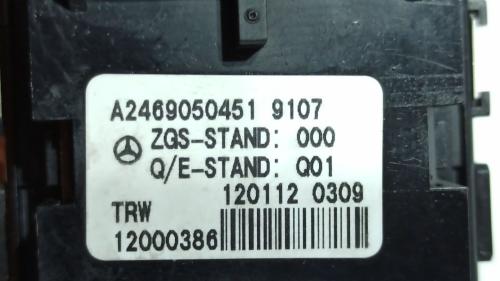 A2469050451 9107
ZGS-STAND: 000
Q/E-STAND: Q01
120112 0309
TRW
12000386